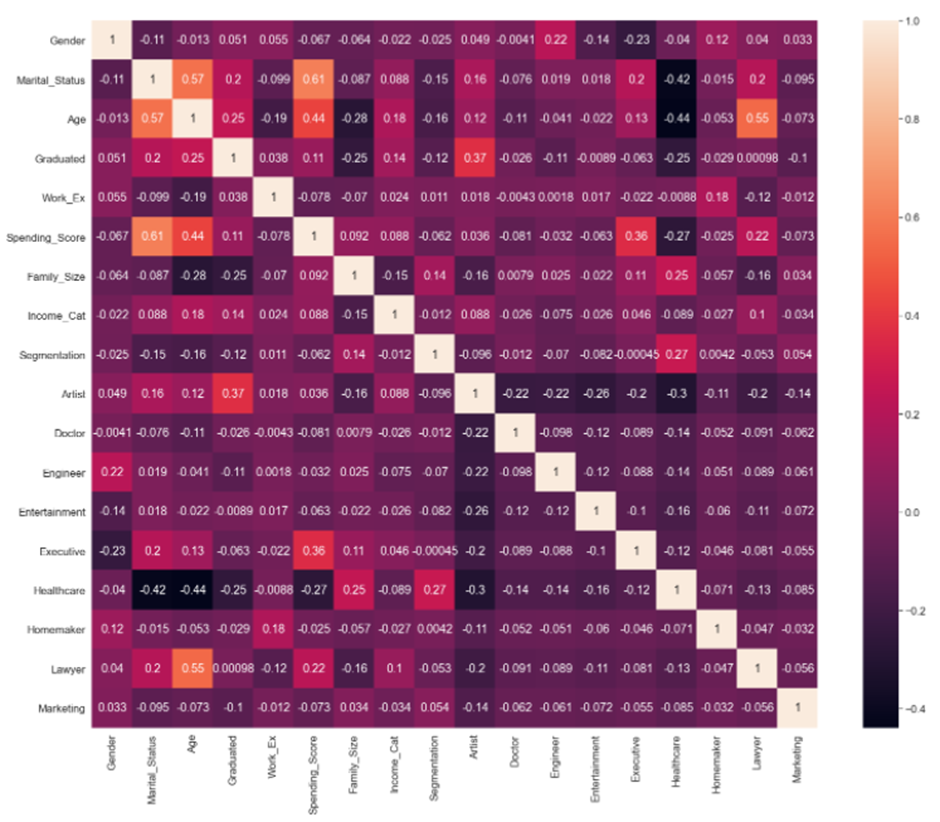 Gender 1 -0.11 -0.013 0.051 0.055 -0.067 -0.064 -0.022 -0.025 0.049 -0.0041 0.22 -0.14 -0.23 -0.04 0.12 0.04 0.033
Marital_Status -0.11 1 0.57 0.2 -0.099 0.61 -0.087 0.088 -0.15 0.16 -0.076 0.019 0.018 0.2 -0.42 -0.015 0.2 -0.095
Age -0.013 0.57 1 0.25 -0.19 0.44 -0.28 0.18 -0.16 0.12 -0.11 -0.041 -0.022 0.13 -0.44 -0.053 0.55 -0.073
Graduated 0.051 0.2 0.25 1 0.038 0.11 -0.25 0.14 -0.12 0.37 -0.026 -0.11 -0.0089 -0.063 -0.25 -0.029 0.00098 -0.1
Work_Ex 0.055 -0.099 -0.19 0.038 1 -0.078 -0.07 0.024 0.011 0.018 -0.0043 0.0018 0.017 -0.022 -0.0088 0.18 -0.12 -0.012
Spending_Score -0.067 0.61 0.44 0.11 -0.078 1 0.092 0.088 -0.062 0.036 -0.081 -0.032 -0.063 0.36 -0.27 -0.025 0.22 -0.073
Family_Size -0.064 -0.087 -0.28 -0.25 -0.07 0.092 1 -0.15 0.14 -0.16 0.0079 0.025 -0.022 0.11 0.25 -0.057 -0.16 0.034
Income_Cat -0.022 0.088 0.18 0.14 0.024 0.088 -0.15 1 -0.012 0.088 -0.026 -0.075 -0.026 0.046 -0.089 -0.027 0.1 -0.034
Segmentation -0.025 -0.15 -0.16 -0.12 0.011 -0.062 0.14 -0.012 1 -0.096 -0.012 -0.07 -0.082 -0.00045 0.27 0.0042 -0.053 0.054
Artist 0.049 0.16 0.12 0.37 0.018 0.036 -0.16 0.088 -0.096 1 -0.22 -0.22 -0.26 -0.2 -0.3 -0.11 -0.2 -0.14
Doctor -0.0041 -0.076 -0.11 -0.026 -0.0043 -0.081 0.0079 -0.026 -0.012 -0.22 1 -0.098 -0.12 -0.089 -0.14 -0.052 -0.091 -0.062
Engineer 0.22 0.019 -0.041 -0.11 0.0018 -0.032 0.025 -0.075 -0.07 -0.22 -0.098 1 -0.12 -0.088 -0.14 -0.051 -0.089 -0.061
Entertainment -0.14 0.018 -0.022 -0.0089 0.017 -0.063 -0.022 -0.026 -0.082 -0.26 -0.12 -0.12 1 -0.1 -0.16 -0.06 -0.11 -0.072
Executive -0.23 0.2 0.13 -0.063 -0.022 0.36 0.11 0.046 -0.00045 -0.2 -0.089 -0.088 -0.1 1 -0.12 -0.046 -0.081 -0.055
Healthcare -0.04 -0.42 -0.44 -0.25 -0.0088 -0.27 0.25 -0.089 0.27 -0.3 -0.14 -0.14 -0.16 -0.12 1 -0.071 -0.13 -0.085
Homemaker 0.12 -0.015 -0.053 -0.029 0.18 -0.025 -0.057 -0.027 0.0042 -0.11 -0.052 -0.051 -0.06 -0.046 -0.071 1 -0.047 -0.032
Lawyer 0.04 0.2 0.55 0.00098 -0.12 0.22 -0.16 0.1 -0.053 -0.2 -0.091 -0.089 -0.11 -0.081 -0.13 -0.047 1 -0.056
Marketing 0.033 -0.095 -0.073 -0.1 -0.012 -0.073 0.034 -0.034 0.054 -0.14 -0.062 -0.061 -0.072 -0.055 -0.085 -0.032 -0.056 1
Gender
Marital_Status
Age
Graduated
Work_Ex
Spending_Score
Family_Size
Income_Cat
Segmentation
Artist
Doctor
Engineer
Entertainment
Executive
Healthcare
Homemaker
Lawyer
Marketing
1.0
0.8
0.6
0.4
0.2
0.0
-0.2
-0.4